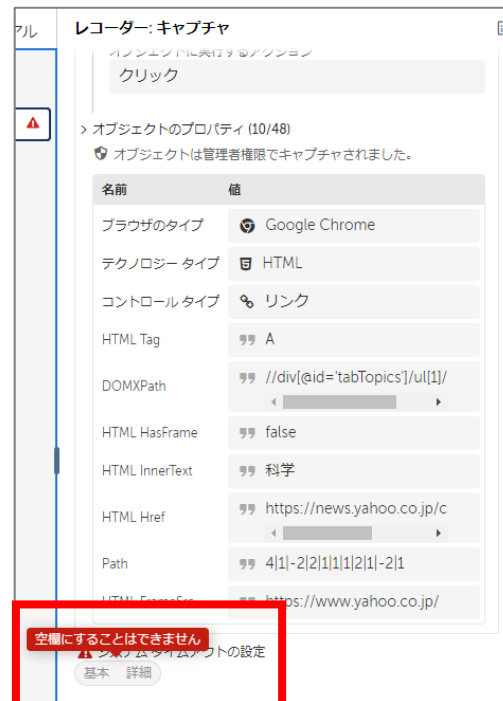 アル
レコーダー: キャプチャ
オブジェクトに実行するアクション
クリック
オブジェクトのプロパティ (10/48)
オブジェクトは管理者権限でキャプチャされました。
名前 値
ブラウザのタイプ Google Chrome
テクノロジー タイプ HTML
コントロール タイプ リンク
HTML Tag A
DOMXPath //div[@id='tabTopics']/ul[1]/
HTML HasFrame false
HTML InnerText 科学
HTML Href https://news.yahoo.co.jp/c
Path 4|1|-2|2|1|1|1|2|1|-2|1
HTML FrameSrc https://www.yahoo.co.jp/
空欄にすることはできません
システム タイムアウトの設定
基本 詳細